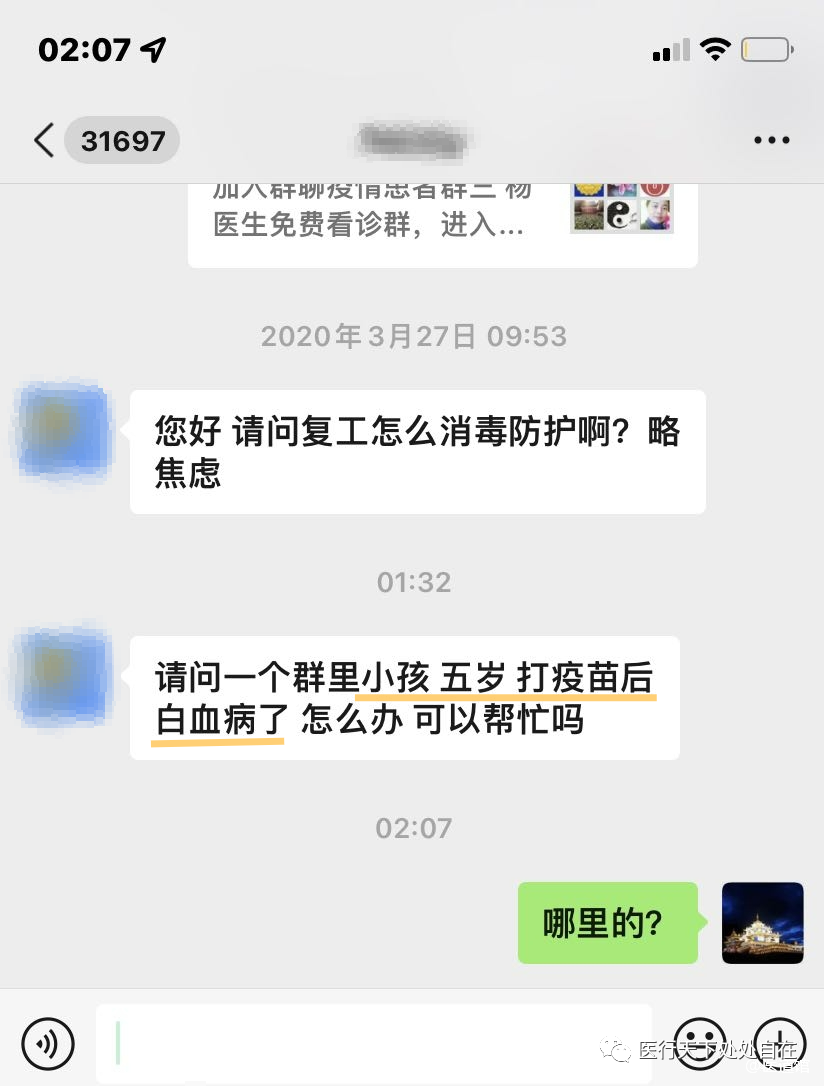 02:07
31697
加入群聊疫情患者群三 杨
医生免费看诊群，进入...
2020年3月27日 09:53
您好 请问复工怎么消毒防护啊？略
焦虑
01:32
请问一个群里小孩 五岁 打疫苗后
白血病了 怎么办 可以帮忙吗
02:07
哪里的？
医行天下处处自在